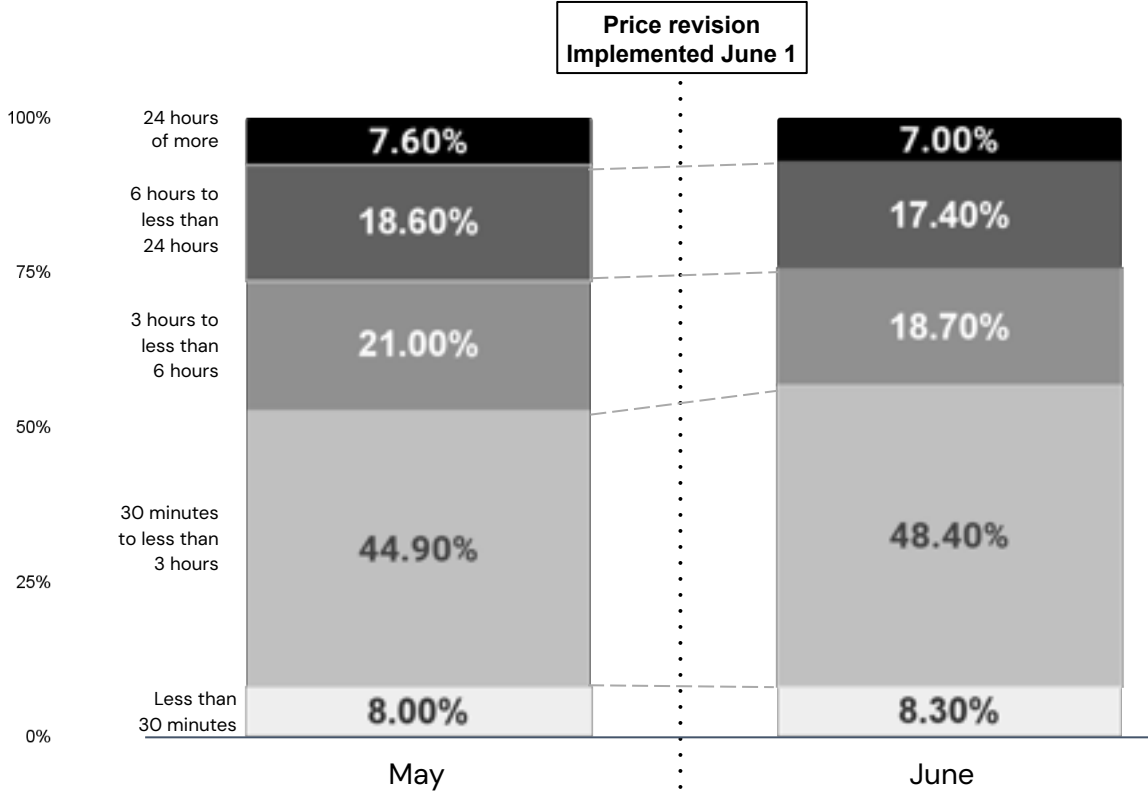 Price revision
Implemented June 1
100%
75%
50%
25%
0%
24 hours
of more
6 hours to
less than
24 hours
3 hours to
less than
6 hours
30 minutes
to less than
3 hours
Less than
30 minutes
7.60%
18.60%
21.00%
44.90%
8.00%
7.00%
17.40%
18.70%
48.40%
8.30%
May
June